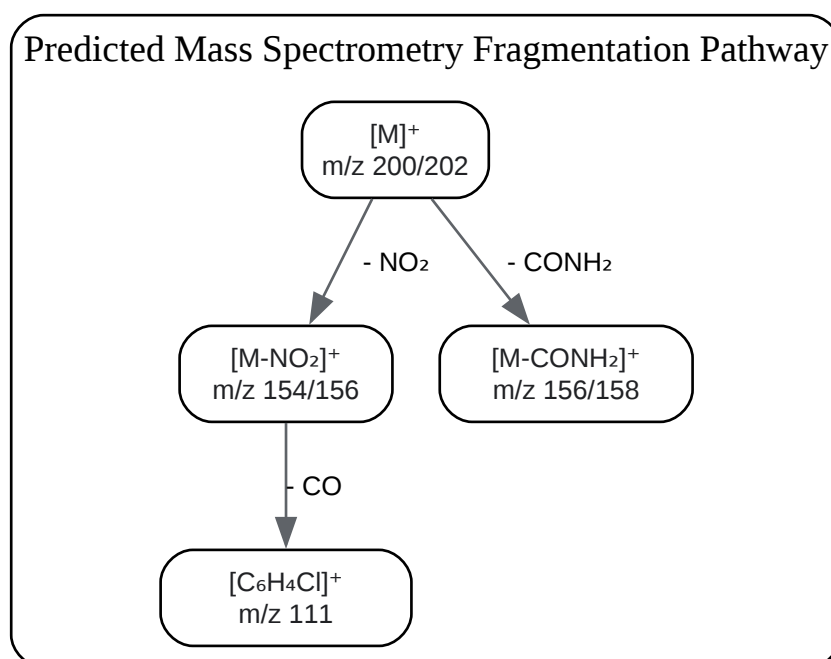 Predicted Mass Spectrometry Fragmentation Pathway
[M]⁺
m/z 200/202
- NO₂
- CONH₂
[M-NO₂]⁺
m/z 154/156
[M-CONH₂]⁺
m/z 156/158
- CO
[C₆H₄Cl]⁺
m/z 111